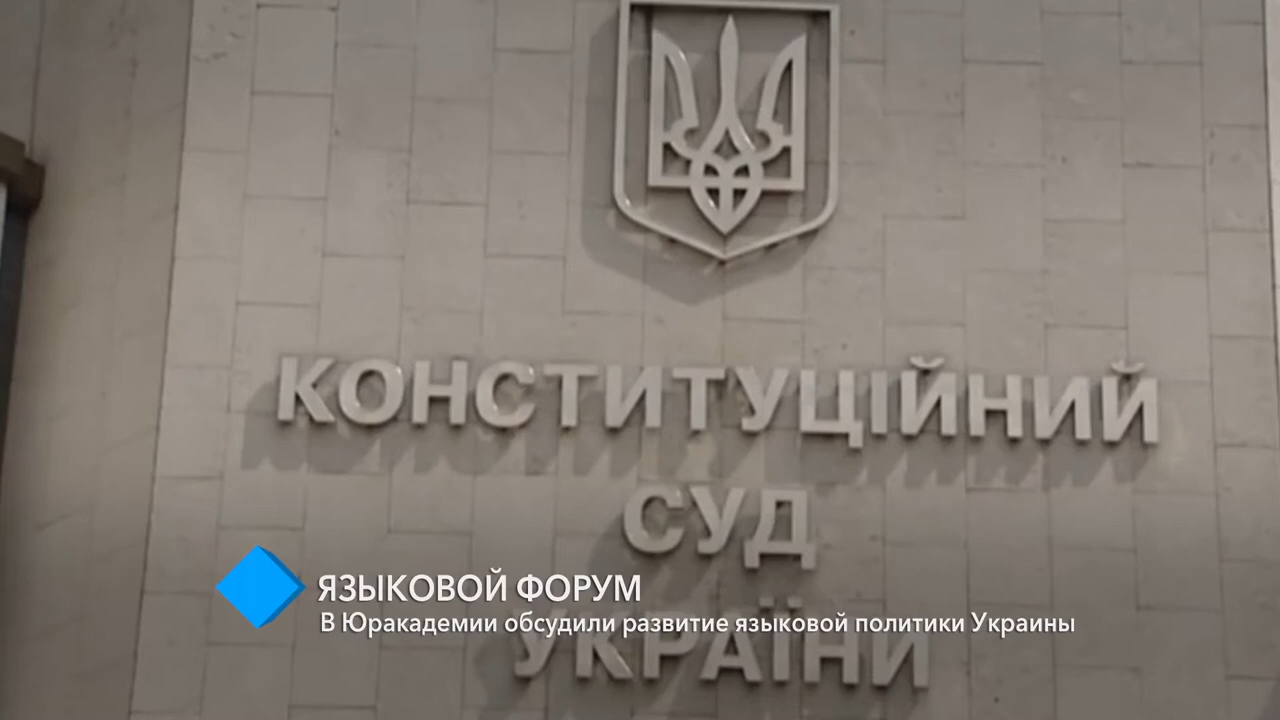 КОНСТИТУЦІЙНИЙ
СУД
УКРАЇНИ
ЯЗЫКОВОЙ ФОРУМ
В Юракадемии обсудили развитие языковой политики Украины